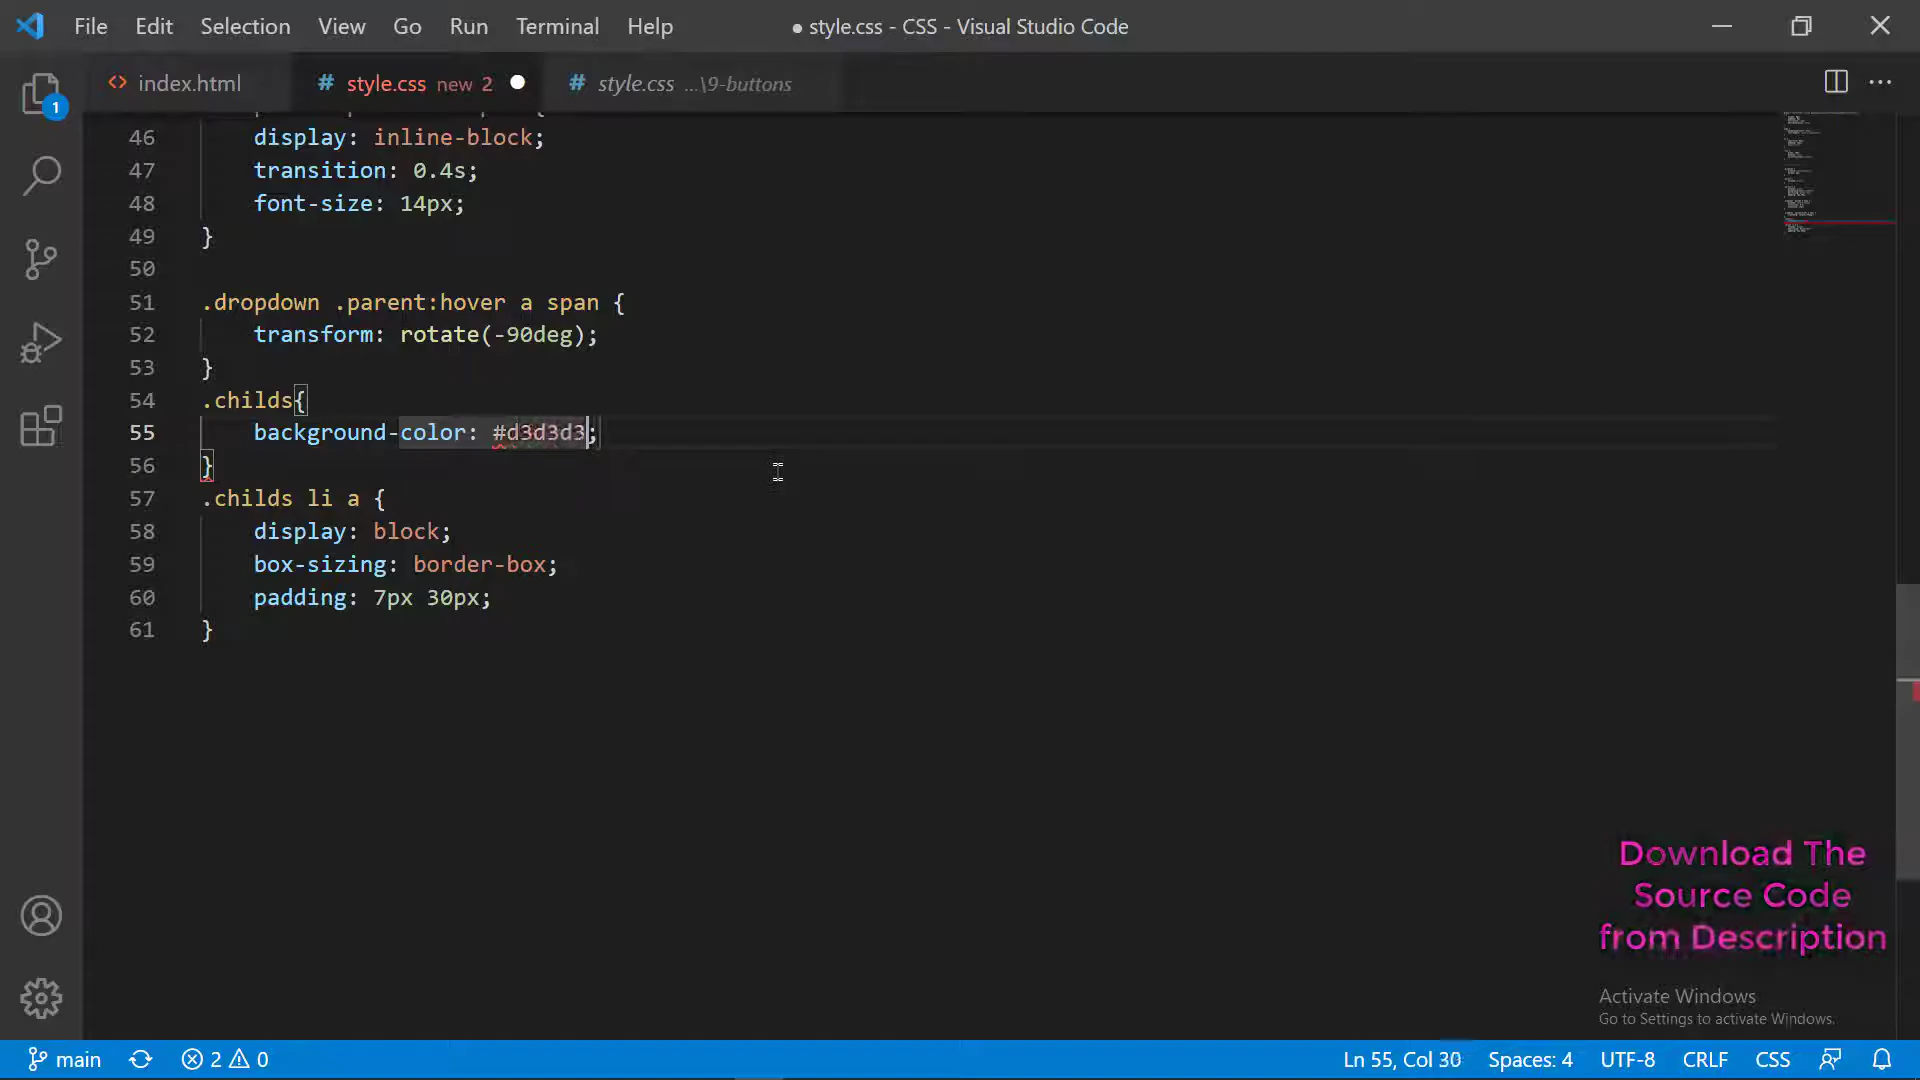 File Edit Selection View Go Run Terminal Help ● style.css - CSS - Visual Studio Code
<> index.html # style.css new 2 ● # style.css ...\9-buttons
1
46 display: inline-block;
47 transition: 0.4s;
48 font-size: 14px;
49 }
50
51 .dropdown .parent:hover a span {
52 transform: rotate(-90deg);
53 }
54 .childs{
55 background-color: #d3d3d3;
56 }
57 .childs li a {
58 display: block;
59 box-sizing: border-box;
60 padding: 7px 30px;
61 }
Download The
Source Code
from Description
Activate Windows
Go to Settings to activate Windows.
main 2 0 Ln 55, Col 30 Spaces: 4 UTF-8 CRLF CSS